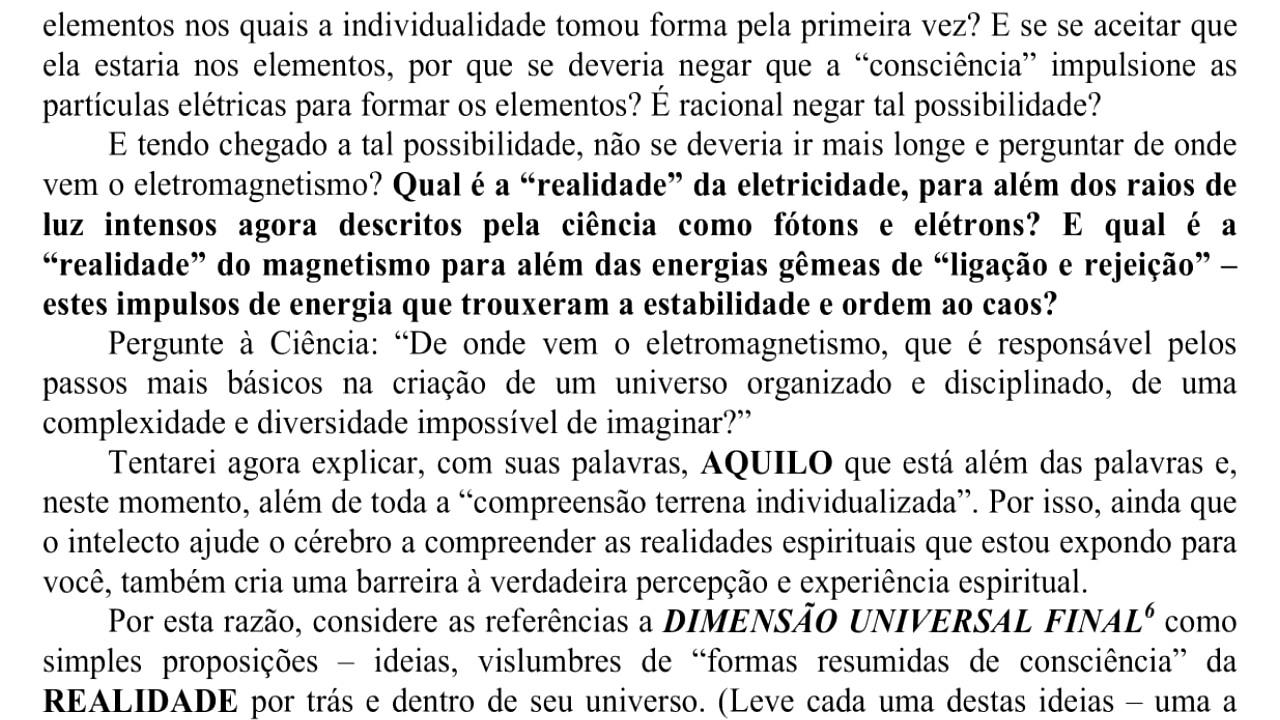 elementos nos quais a individualidade tomou forma pela primeira vez? E se se aceitar que
ela estaria nos elementos, por que se deveria negar que a “consciência” impulsione as
partículas elétricas para formar os elementos? É racional negar tal possibilidade?
E tendo chegado a tal possibilidade, não se deveria ir mais longe e perguntar de onde
vem o eletromagnetismo? Qual é a “realidade” da eletricidade, para além dos raios de
luz intensos agora descritos pela ciência como fótons e elétrons? E qual é a
“realidade” do magnetismo para além das energias gêmeas de “ligação e rejeição” –
estes impulsos de energia que trouxeram a estabilidade e ordem ao caos?
Pergunte à Ciência: “De onde vem o eletromagnetismo, que é responsável pelos
passos mais básicos na criação de um universo organizado e disciplinado, de uma
complexidade e diversidade impossível de imaginar?”
Tentarei agora explicar, com suas palavras, AQUILO que está além das palavras e,
neste momento, além de toda a “compreensão terrena individualizada”. Por isso, ainda que
o intelecto ajude o cérebro a compreender as realidades espirituais que estou expondo para
você, também cria uma barreira à verdadeira percepção e experiência espiritual.
Por esta razão, considere as referências a DIMENSÃO UNIVERSAL FINAL⁶ como
simples proposições – ideias, vislumbres de “formas resumidas de consciência” da
REALIDADE por trás e dentro de seu universo. (Leve cada uma destas ideias – uma a